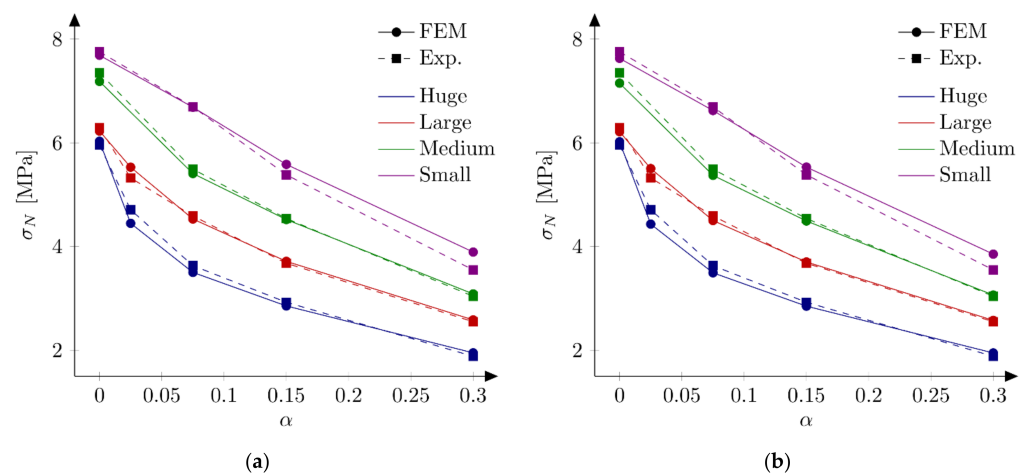 8
6
4
2
σ_N [MPa]
0
0.05
0.1
0.15
0.2
0.25
0.3
α
FEM
Exp.
Huge
Large
Medium
Small
(a)
8
6
4
2
σ_N [MPa]
0
0.05
0.1
0.15
0.2
0.25
0.3
α
FEM
Exp.
Huge
Large
Medium
Small
(b)